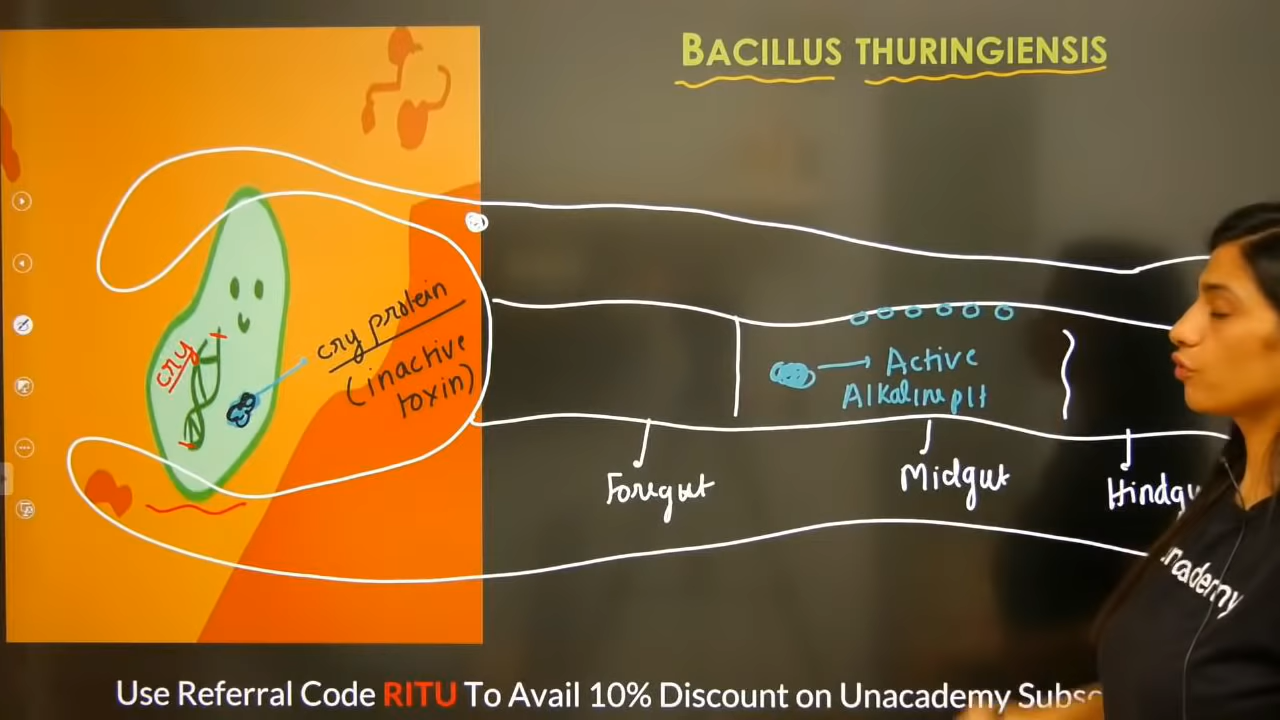 BACILLUS THURINGIENSIS
cry protein
(inactive
toxin)
cry
Active
Alkaline pH
Foregut
Midgut
Hindgu
unacademy
Use Referral Code RITU To Avail 10% Discount on Unacademy Subsc